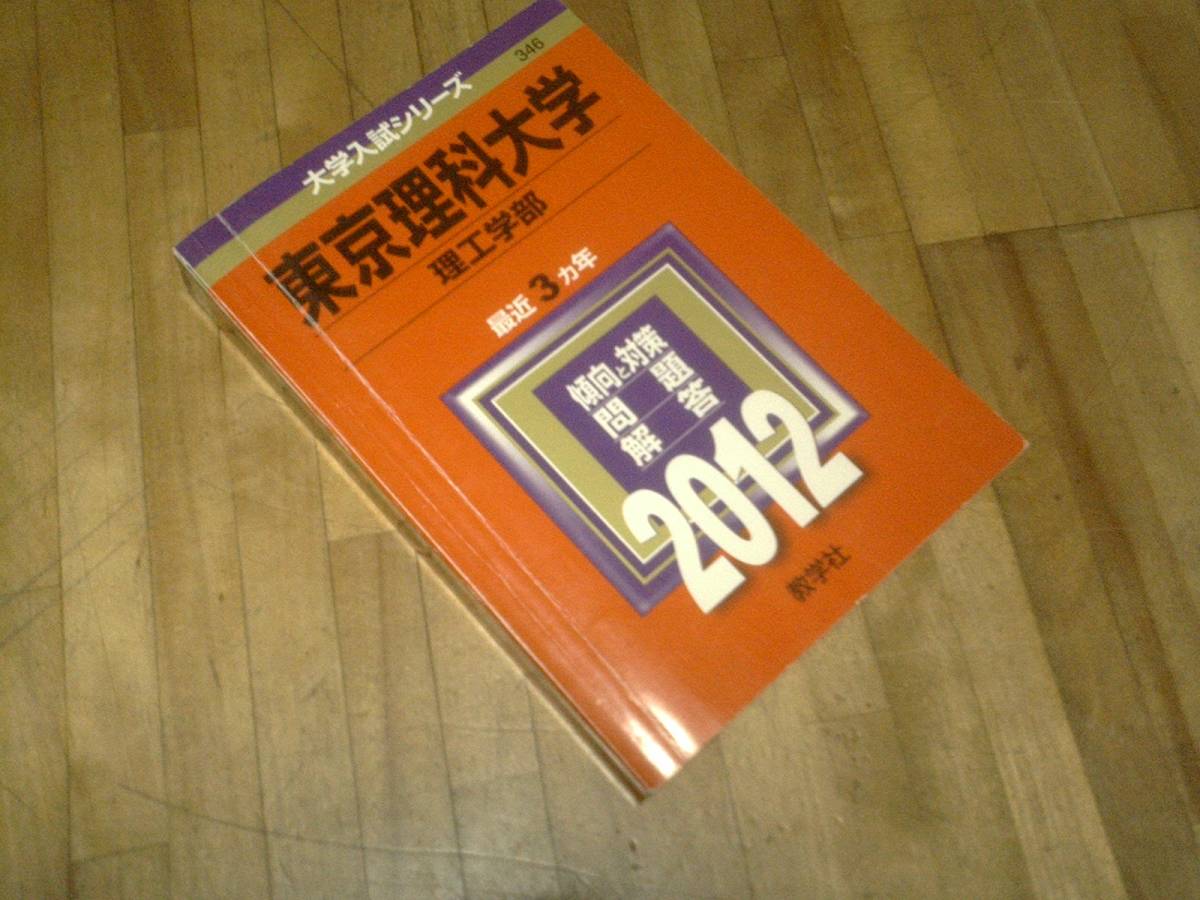 346
大学入試シリーズ
東京理科大学
理工学部
最近3ヵ年
傾向と対策
問題
解答
2012
教学社